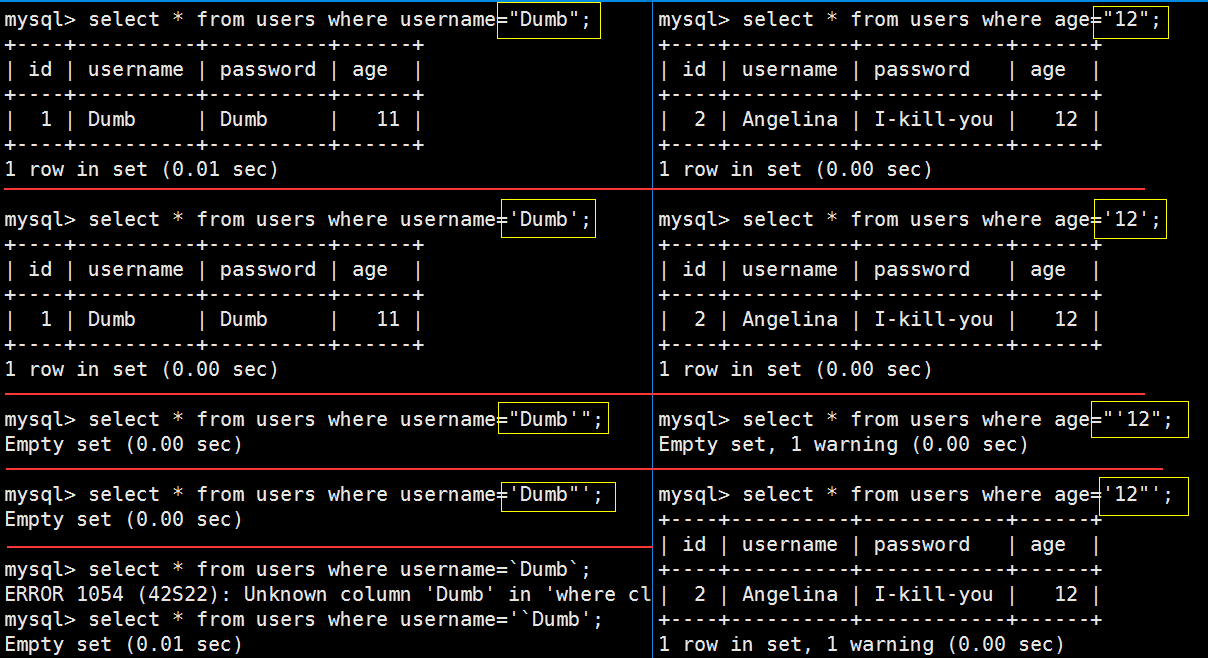 mysql> select * from users where username="Dumb";
+----+----------+----------+------+
| id | username | password | age  |
+----+----------+----------+------+
|  1 | Dumb     | Dumb     |   11 |
+----+----------+----------+------+
1 row in set (0.01 sec)
mysql> select * from users where username='Dumb';
+----+----------+----------+------+
| id | username | password | age  |
+----+----------+----------+------+
|  1 | Dumb     | Dumb     |   11 |
+----+----------+----------+------+
1 row in set (0.00 sec)
mysql> select * from users where username="Dumb'";
Empty set (0.00 sec)
mysql> select * from users where username='Dumb"';
Empty set (0.00 sec)
mysql> select * from users where username=`Dumb`;
ERROR 1054 (42S22): Unknown column 'Dumb' in 'where cl
mysql> select * from users where username='`Dumb';
Empty set (0.01 sec)
mysql> select * from users where age="12";
+----+----------+------------+------+
| id | username | password   | age  |
+----+----------+------------+------+
|  2 | Angelina | I-kill-you |   12 |
+----+----------+------------+------+
1 row in set (0.00 sec)
mysql> select * from users where age='12';
+----+----------+------------+------+
| id | username | password   | age  |
+----+----------+------------+------+
|  2 | Angelina | I-kill-you |   12 |
+----+----------+------------+------+
1 row in set (0.00 sec)
mysql> select * from users where age="'12";
Empty set, 1 warning (0.00 sec)
mysql> select * from users where age='12"';
+----+----------+------------+------+
| id | username | password   | age  |
+----+----------+------------+------+
|  2 | Angelina | I-kill-you |   12 |
+----+----------+------------+------+
1 row in set, 1 warning (0.00 sec)